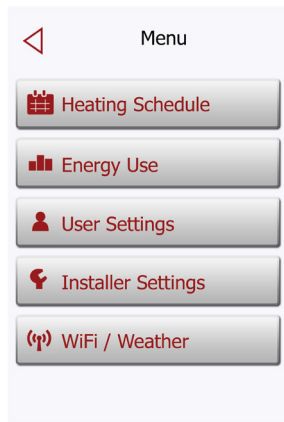 Menu
Heating Schedule
Energy Use
User Settings
Installer Settings
WiFi / Weather